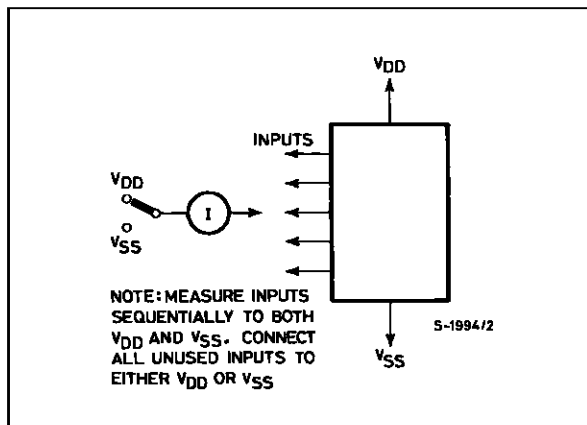 VDD
INPUTS
VDD
I
VSS
NOTE: MEASURE INPUTS
SEQUENTIALLY TO BOTH
VDD AND VSS. CONNECT
ALL UNUSED INPUTS TO
EITHER VDD OR VSS
S-1994/2
VSS